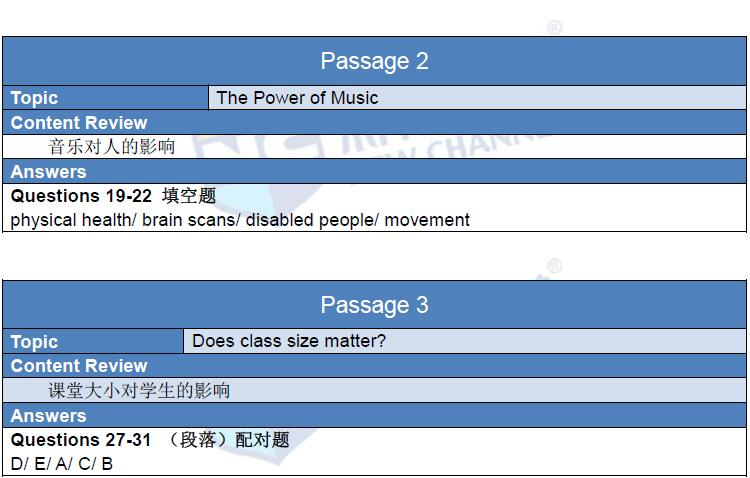 Passage 2
Topic The Power of Music
Content Review
音乐对人的影响
Answers
Questions 19-22 填空题
physical health/ brain scans/ disabled people/ movement
Passage 3
Topic Does class size matter?
Content Review
课堂大小对学生的影响
Answers
Questions 27-31 （段落）配对题
D/ E/ A/ C/ B